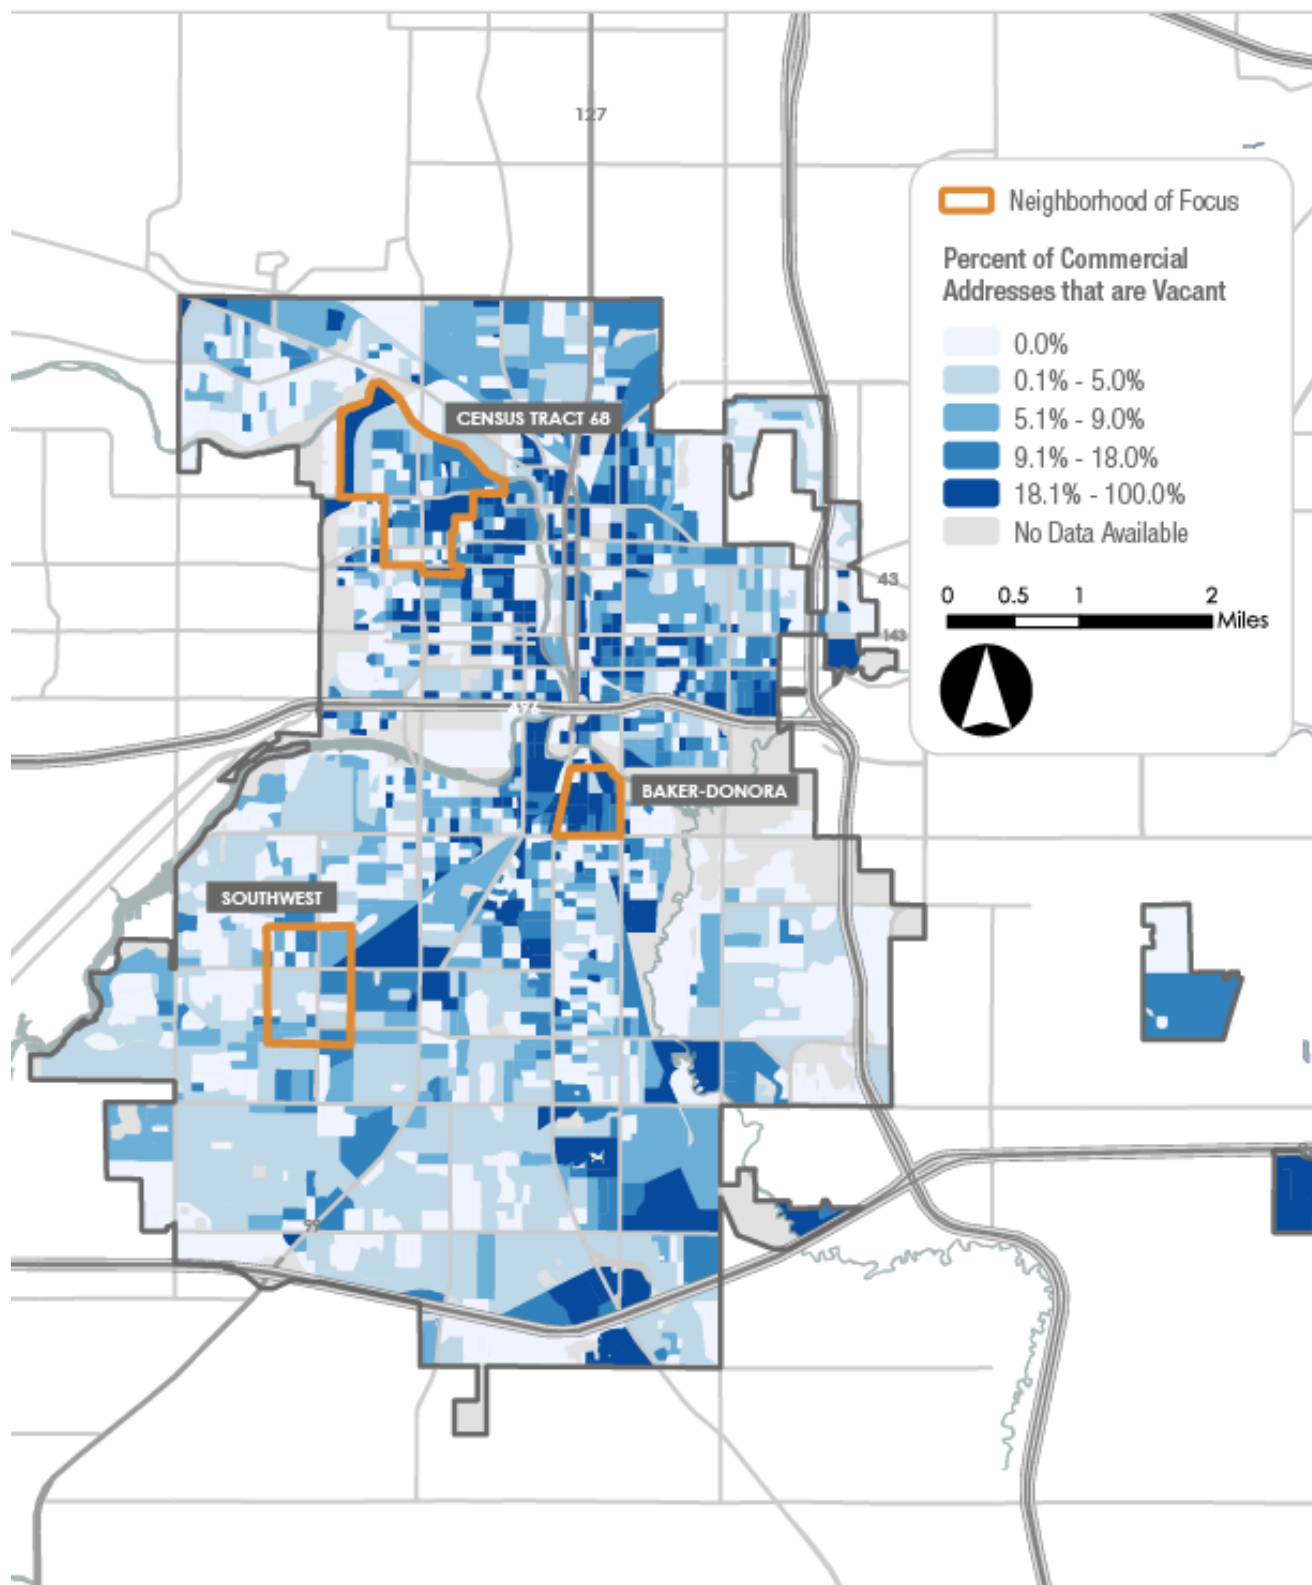 127
Neighborhood of Focus
Percent of Commercial
Addresses that are Vacant
0.0%
0.1% - 5.0%
5.1% - 9.0%
9.1% - 18.0%
18.1% - 100.0%
No Data Available
0 0.5 1 2
Miles
CENSUS TRACT 68
43
143
496
BAKER-DONORA
SOUTHWEST
99